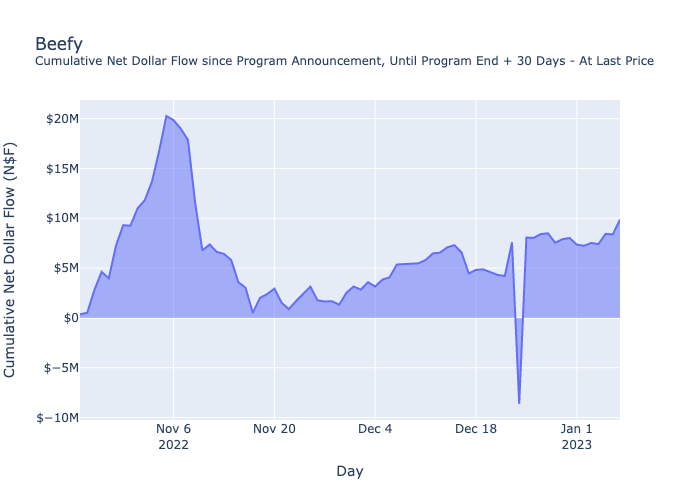 Beefy
Cumulative Net Dollar Flow since Program Announcement, Until Program End + 30 Days - At Last Price
Cumulative Net Dollar Flow (N$F)
$20M
$15M
$10M
$5M
$0
$−5M
$−10M
Nov 6
2022
Nov 20
Dec 4
Dec 18
Jan 1
2023
Day